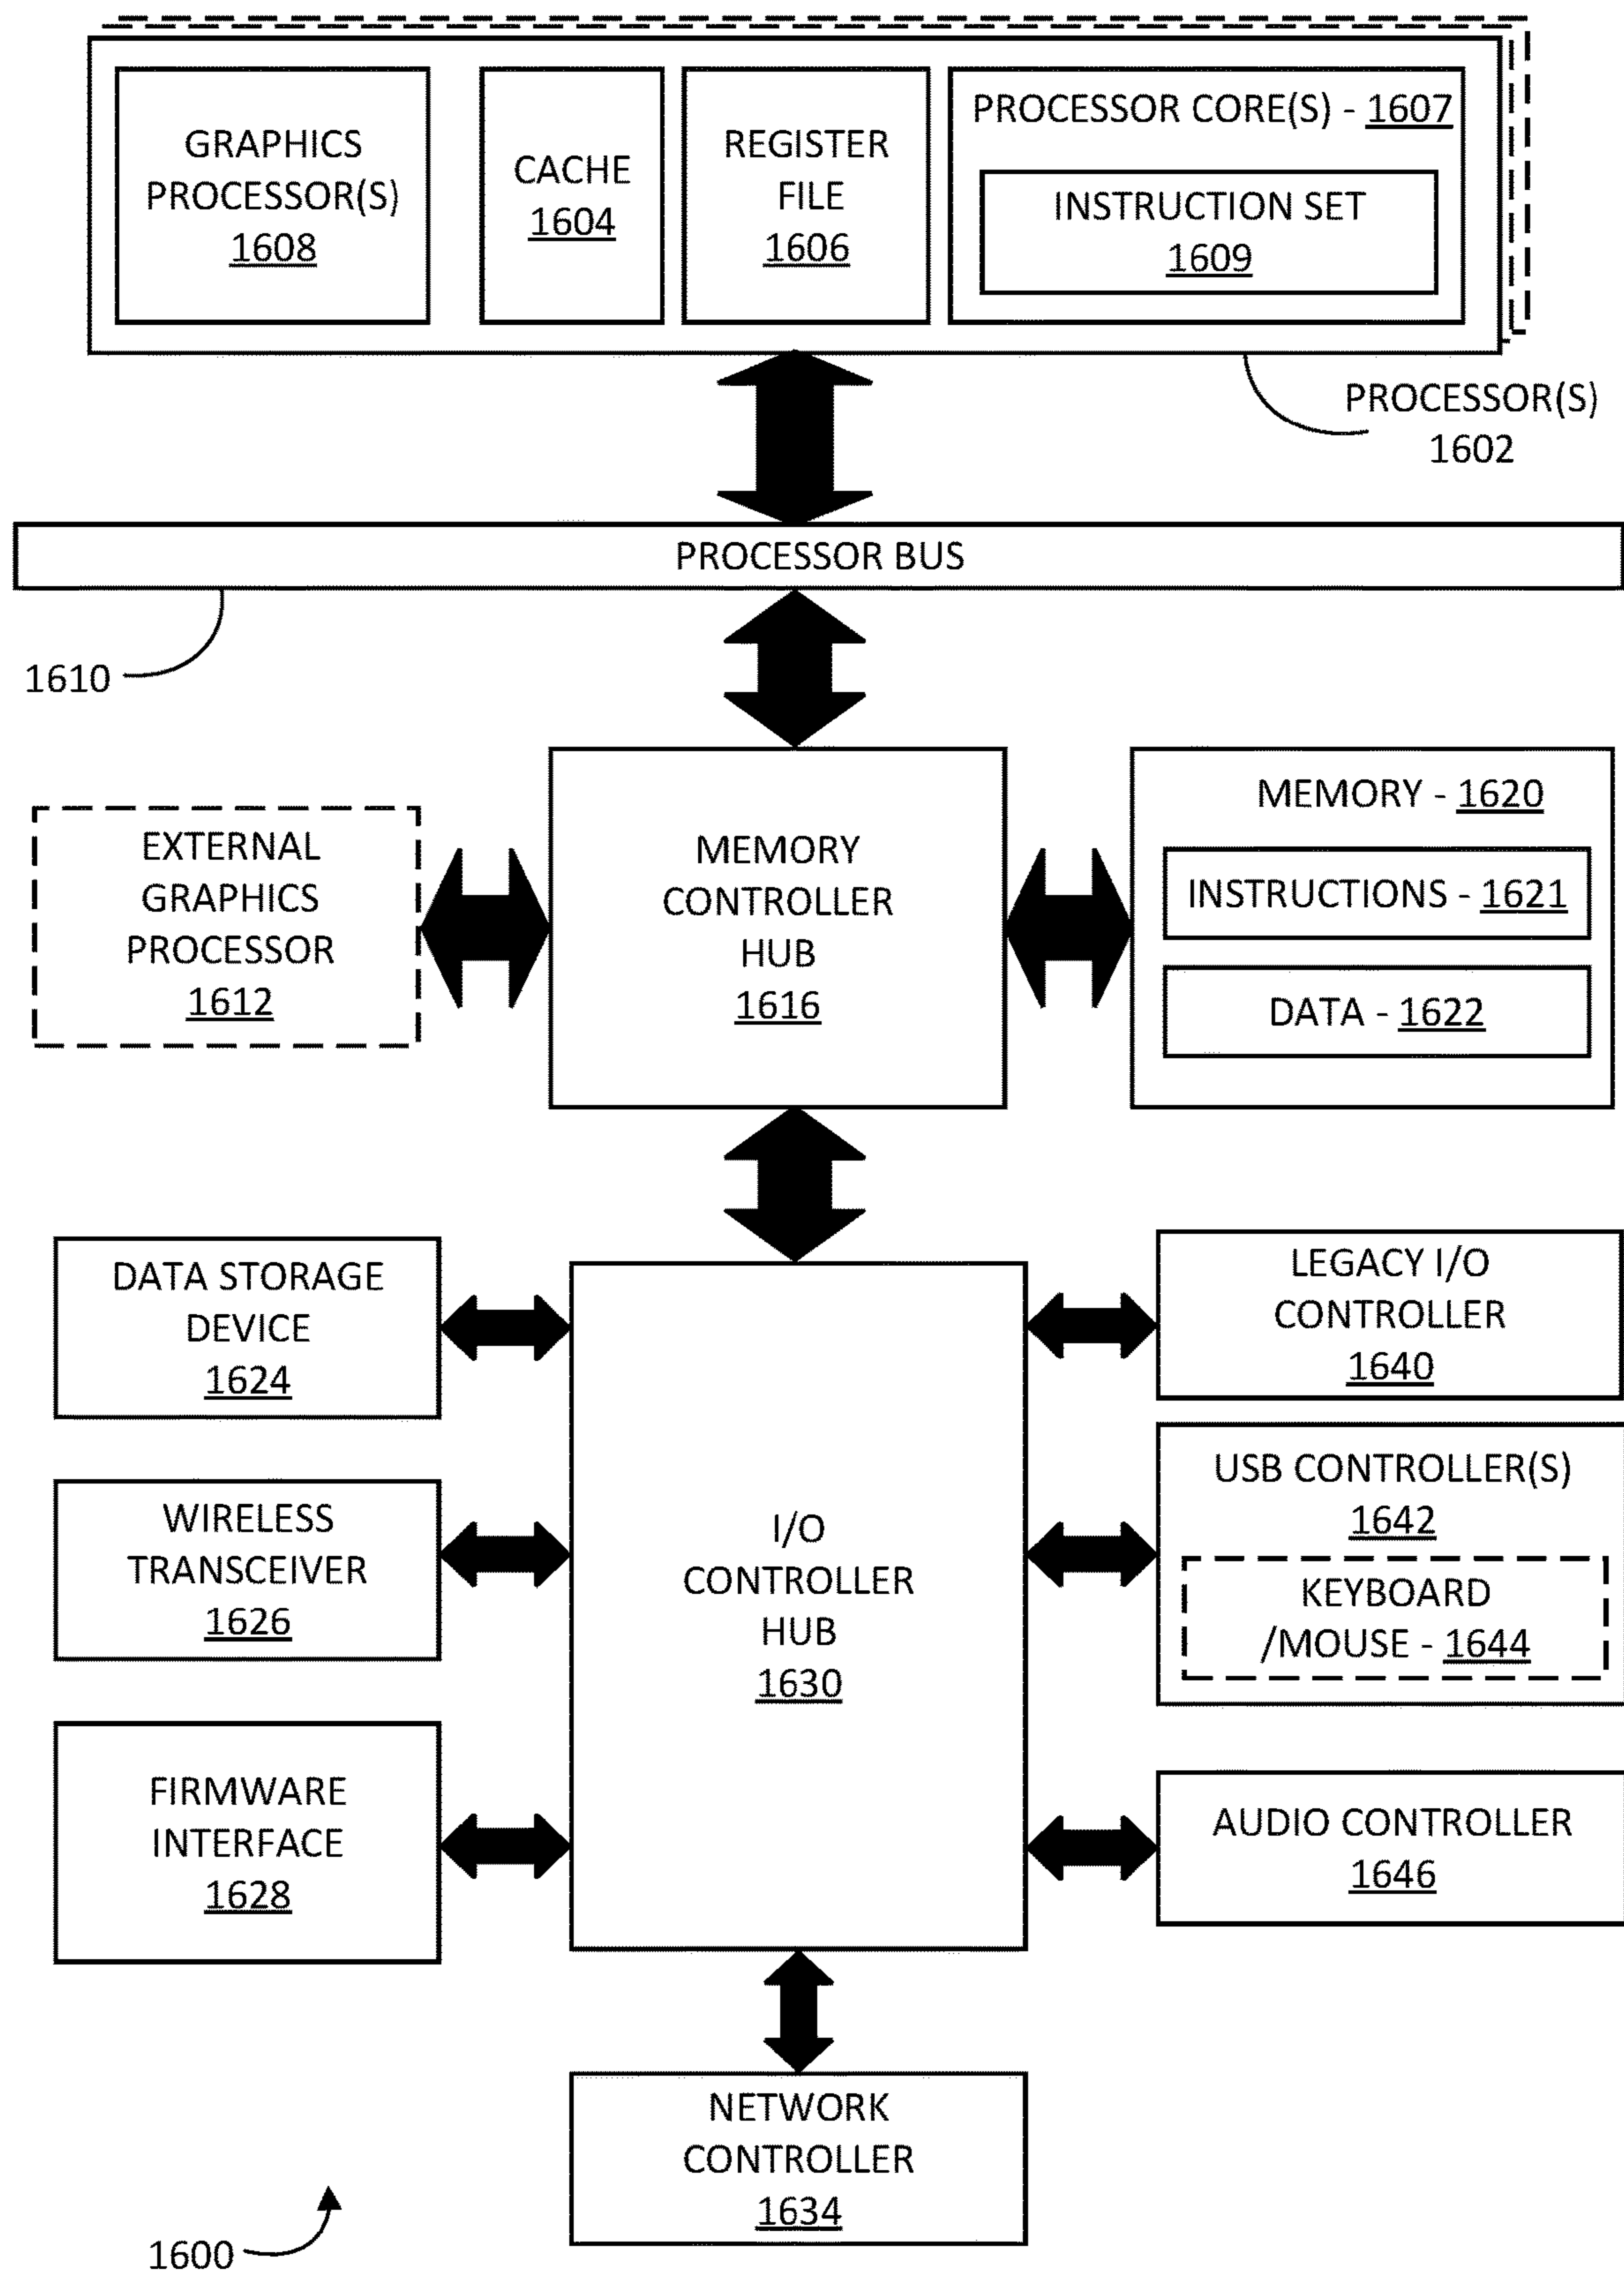 GRAPHICS
PROCESSOR(S)
1608
CACHE
1604
REGISTER
FILE
1606
PROCESSOR CORE(S) - 1607
INSTRUCTION SET
1609
PROCESSOR(S)
1602
PROCESSOR BUS
1610
EXTERNAL
GRAPHICS
PROCESSOR
1612
MEMORY
CONTROLLER
HUB
1616
MEMORY - 1620
INSTRUCTIONS - 1621
DATA - 1622
DATA STORAGE
DEVICE
1624
WIRELESS
TRANSCEIVER
1626
FIRMWARE
INTERFACE
1628
I/O
CONTROLLER
HUB
1630
LEGACY I/O
CONTROLLER
1640
USB CONTROLLER(S)
1642
KEYBOARD
/MOUSE - 1644
AUDIO CONTROLLER
1646
NETWORK
CONTROLLER
1634
1600